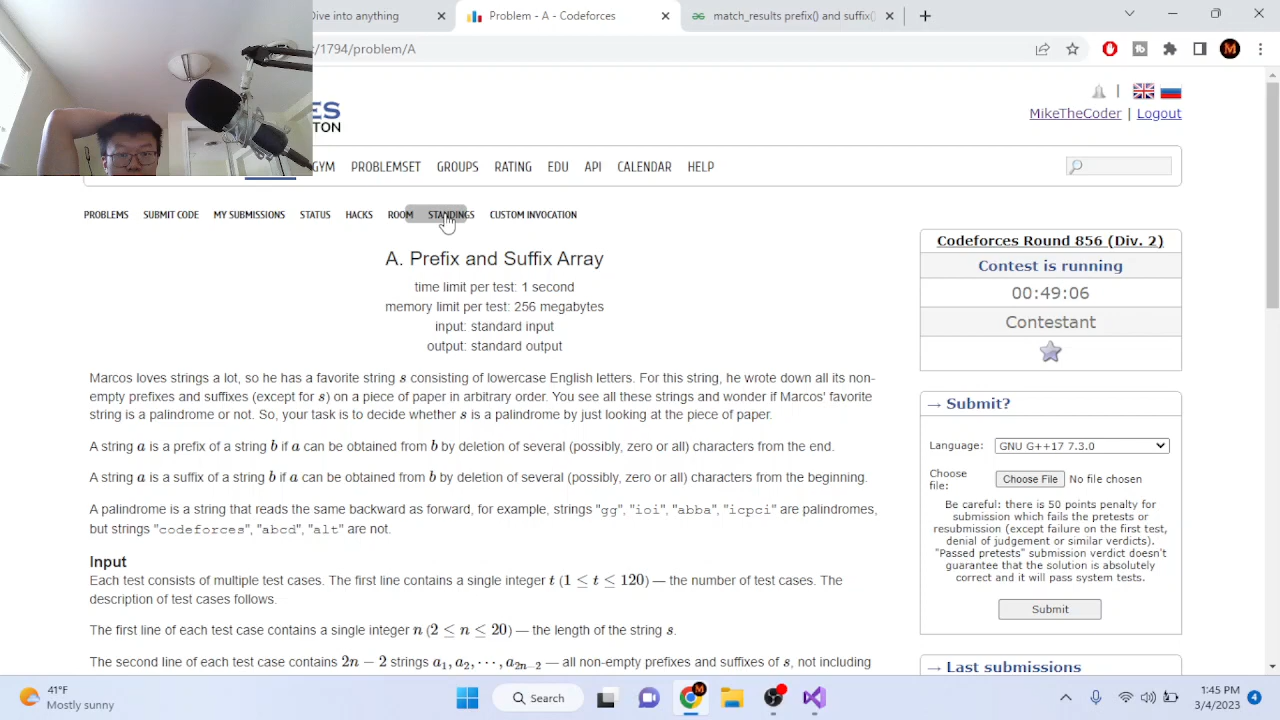 Dive into anything
Problem - A - Codeforces
match_results prefix() and suffix()
/1794/problem/A
ES
TON
MikeTheCoder | Logout
GYM PROBLEMSET GROUPS RATING EDU API CALENDAR HELP
PROBLEMS SUBMIT CODE MY SUBMISSIONS STATUS HACKS ROOM STANDINGS CUSTOM INVOCATION
A. Prefix and Suffix Array
time limit per test: 1 second
memory limit per test: 256 megabytes
input: standard input
output: standard output
Marcos loves strings a lot, so he has a favorite string s consisting of lowercase English letters. For this string, he wrote down all its non-
empty prefixes and suffixes (except for s) on a piece of paper in arbitrary order. You see all these strings and wonder if Marcos' favorite
string is a palindrome or not. So, your task is to decide whether s is a palindrome by just looking at the piece of paper.
A string a is a prefix of a string b if a can be obtained from b by deletion of several (possibly, zero or all) characters from the end.
A string a is a suffix of a string b if a can be obtained from b by deletion of several (possibly, zero or all) characters from the beginning.
A palindrome is a string that reads the same backward as forward, for example, strings "gg", "ioi", "abba", "icpci" are palindromes,
but strings "codeforces", "abcd", "alt" are not.
Input
Each test consists of multiple test cases. The first line contains a single integer t (1 ≤ t ≤ 120) — the number of test cases. The
description of test cases follows.
The first line of each test case contains a single integer n (2 ≤ n ≤ 20) — the length of the string s.
The second line of each test case contains 2n − 2 strings a1, a2, ⋯, a2n−2 — all non-empty prefixes and suffixes of s, not including
Codeforces Round 856 (Div. 2)
Contest is running
00:49:06
Contestant
→ Submit?
Language: GNU G++17 7.3.0
Choose
file: Choose File No file chosen
Be careful: there is 50 points penalty for
submission which fails the pretests or
resubmission (except failure on the first test,
denial of judgement or similar verdicts).
"Passed pretests" submission verdict doesn't
guarantee that the solution is absolutely
correct and it will pass system tests.
Submit
→ Last submissions
41°F
Mostly sunny
Search
1:45 PM
3/4/2023
4